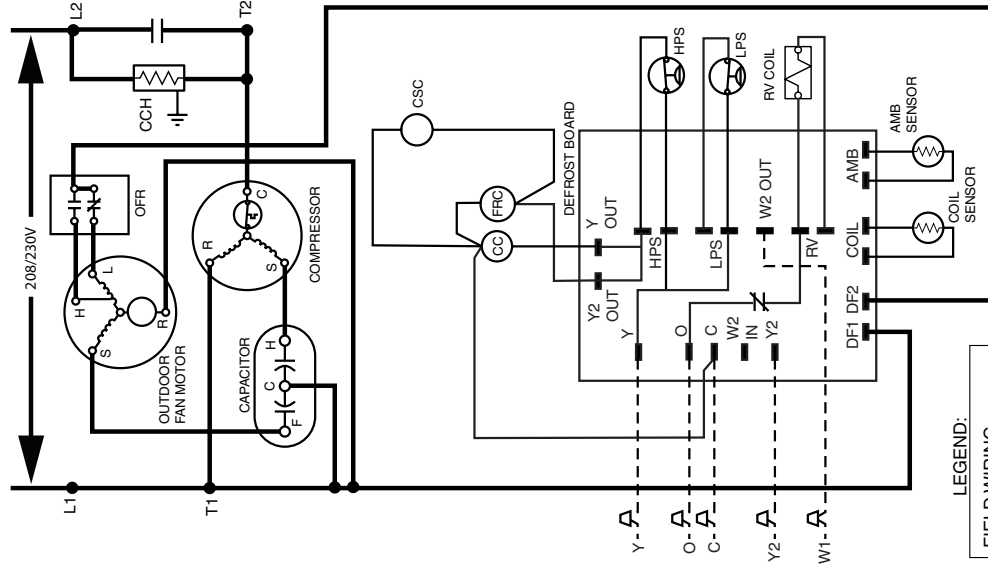 L2
T2
CCH
208/230V
OFR
H
L
S
R
OUTDOOR
FAN MOTOR
R
C
S
COMPRESSOR
CAPACITOR
H
C
F
L1
T1
CSC
FRC
CC
DEFROST BOARD
HPS
LPS
RV COIL
AMB
SENSOR
COIL
SENSOR
Y
OUT
Y2
OUT
HPS
LPS
W2 OUT
RV
AMB
COIL
DF2
DF1
Y
O
C
W2
IN
Y2
Y
O
C
Y2
W1
LEGEND:
FIELD WIRING